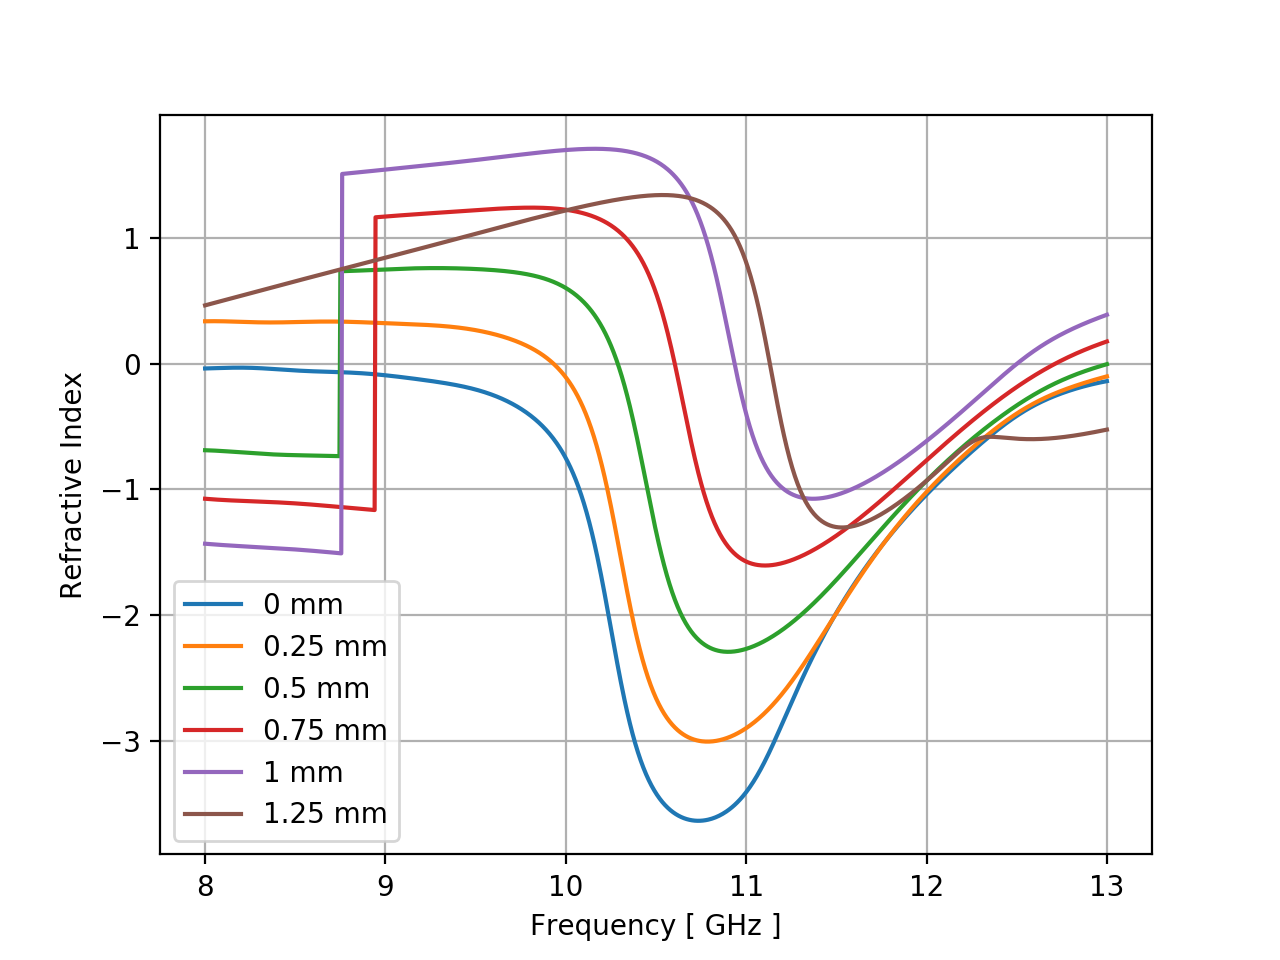 1
0
−1
−2
−3
Refractive Index
0 mm
0.25 mm
0.5 mm
0.75 mm
1 mm
1.25 mm
8 9 10 11 12 13
Frequency [ GHz ]